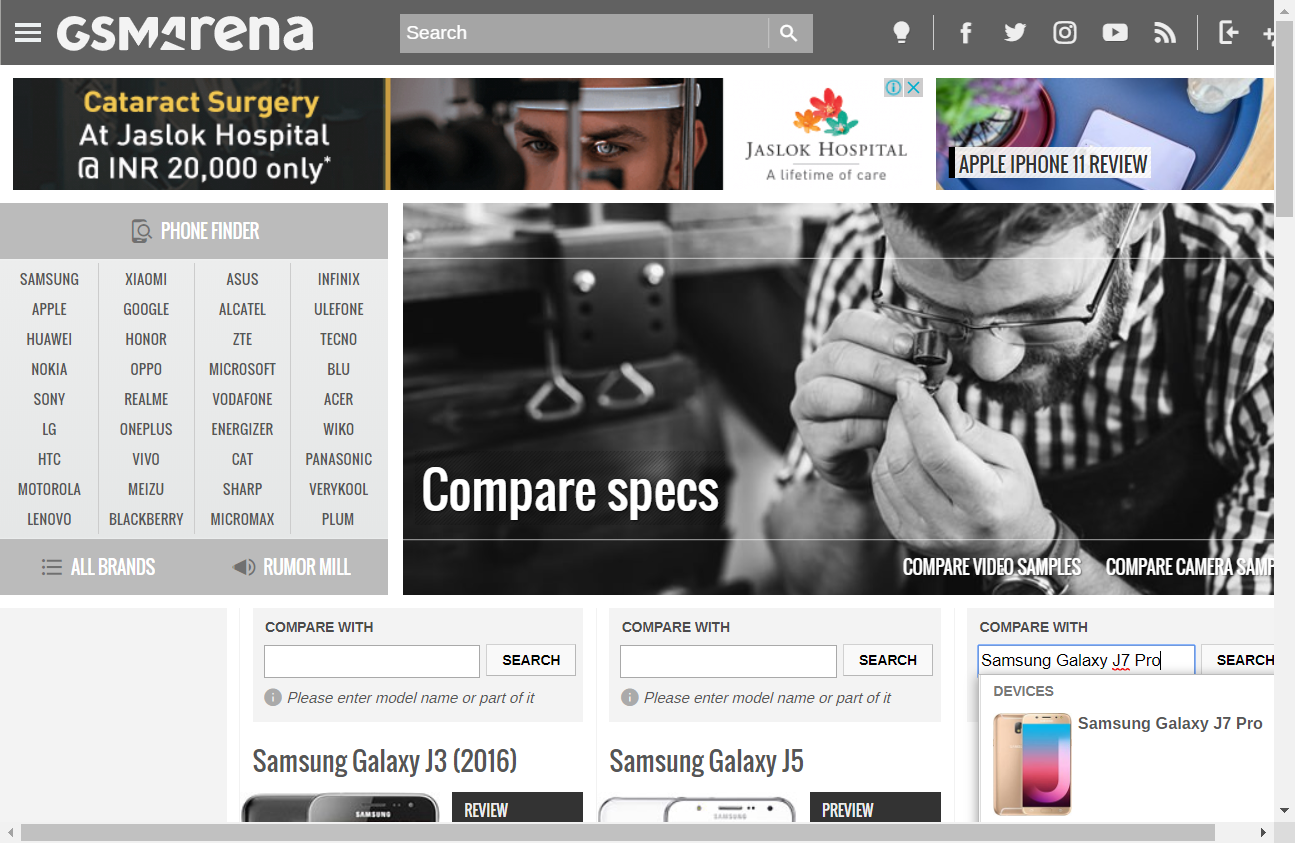 GSMArena
Search
Cataract Surgery
At Jaslok Hospital
@ INR 20,000 only*
JASLOK HOSPITAL
A lifetime of care
APPLE IPHONE 11 REVIEW
PHONE FINDER
SAMSUNG XIAOMI ASUS INFINIX
APPLE GOOGLE ALCATEL ULEFONE
HUAWEI HONOR ZTE TECNO
NOKIA OPPO MICROSOFT BLU
SONY REALME VODAFONE ACER
LG ONEPLUS ENERGIZER WIKO
HTC VIVO CAT PANASONIC
MOTOROLA MEIZU SHARP VERYKOOL
LENOVO BLACKBERRY MICROMAX PLUM
ALL BRANDS RUMOR MILL
Compare specs
COMPARE VIDEO SAMPLES COMPARE CAMERA SAMP
COMPARE WITH COMPARE WITH COMPARE WITH
SEARCH SEARCH Samsung Galaxy J7 Pro SEARCH
Please enter model name or part of it Please enter model name or part of it
DEVICES
Samsung Galaxy J7 Pro
Samsung Galaxy J3 (2016) Samsung Galaxy J5
SAMSUNG REVIEW SAMSUNG PREVIEW